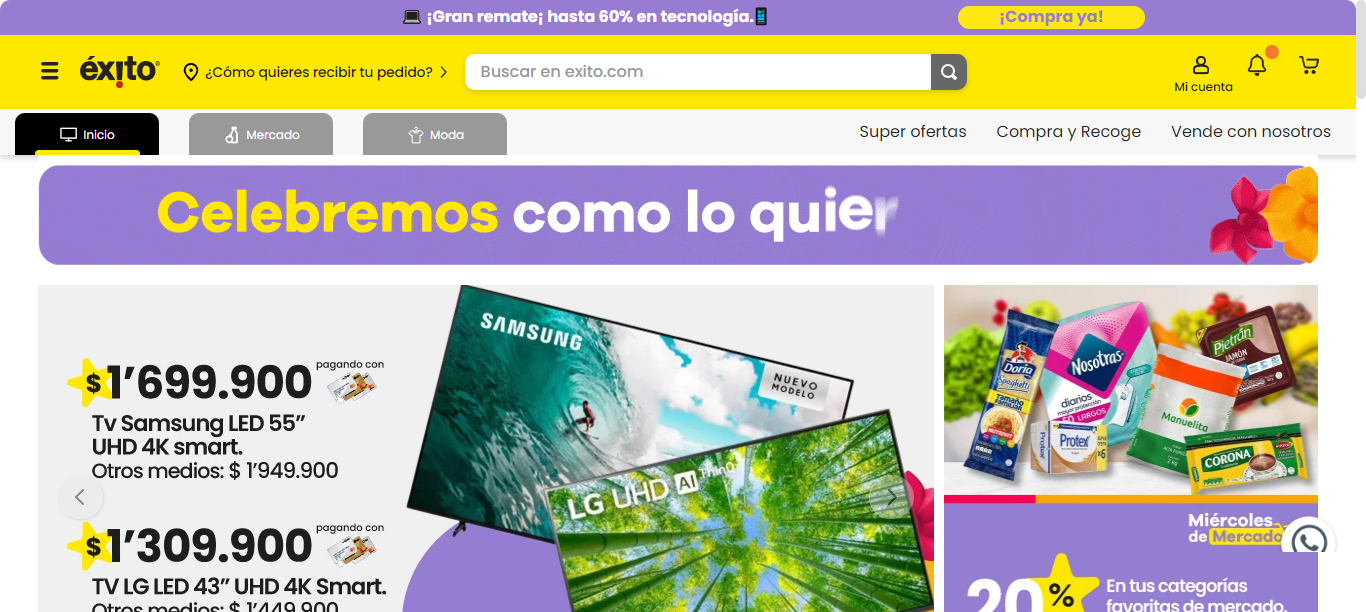 ¡Gran remate¡ hasta 60% en tecnología.
¡Compra ya!
éxito
¿Cómo quieres recibir tu pedido?
Buscar en exito.com
Mi cuenta
Inicio
Mercado
Moda
Super ofertas
Compra y Recoge
Vende con nosotros
Celebremos como lo quier
$1’699.900
pagando con
Tv Samsung LED 55”
UHD 4K smart.
Otros medios: $ 1’949.900
$1’309.900
pagando con
TV LG LED 43” UHD 4K Smart.
Otros medios: $ 1’449.900
SAMSUNG
NUEVO
MODELO
LG UHD AI ThinQ
Doria
Spaghetti
Nosotras
diarios
50 LARGOS
Protex
x6
Manuelita
Pietrán
JAMÓN
CORONA
Miércoles
de Mercado
20%
En tus categorías
favoritas de mercado.